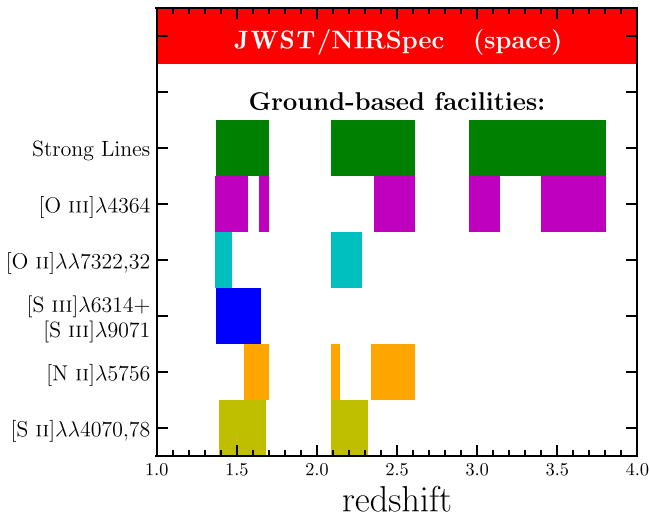 JWST/NIRSpec (space)
Ground-based facilities:
Strong Lines
[O III]λ4364
[O II]λλ7322,32
[S III]λ6314+
[S III]λ9071
[N II]λ5756
[S II]λλ4070,78
1.0 1.5 2.0 2.5 3.0 3.5 4.0
redshift